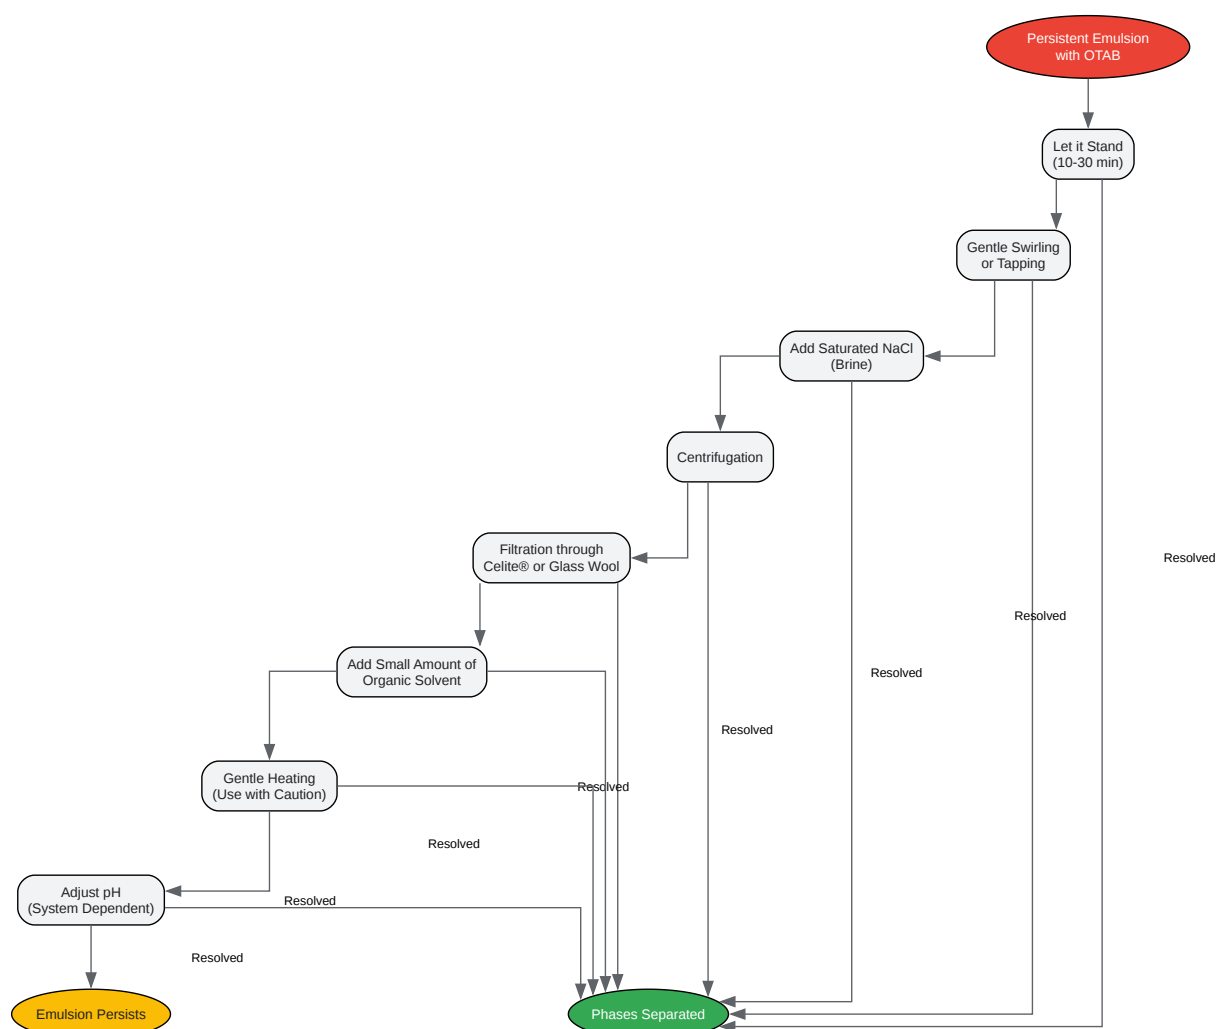 Persistent Emulsion
with OTAB
Let it Stand
(10-30 min)
Gentle Swirling
or Tapping
Add Saturated NaCl
(Brine)
Centrifugation
Filtration through
Celite® or Glass Wool
Resolved
Resolved
Add Small Amount of
Organic Solvent
Resolved
Resolved
Gentle Heating
(Use with Caution)
Resolved
Resolved
Adjust pH
(System Dependent)
Resolved
Resolved
Emulsion Persists
Phases Separated